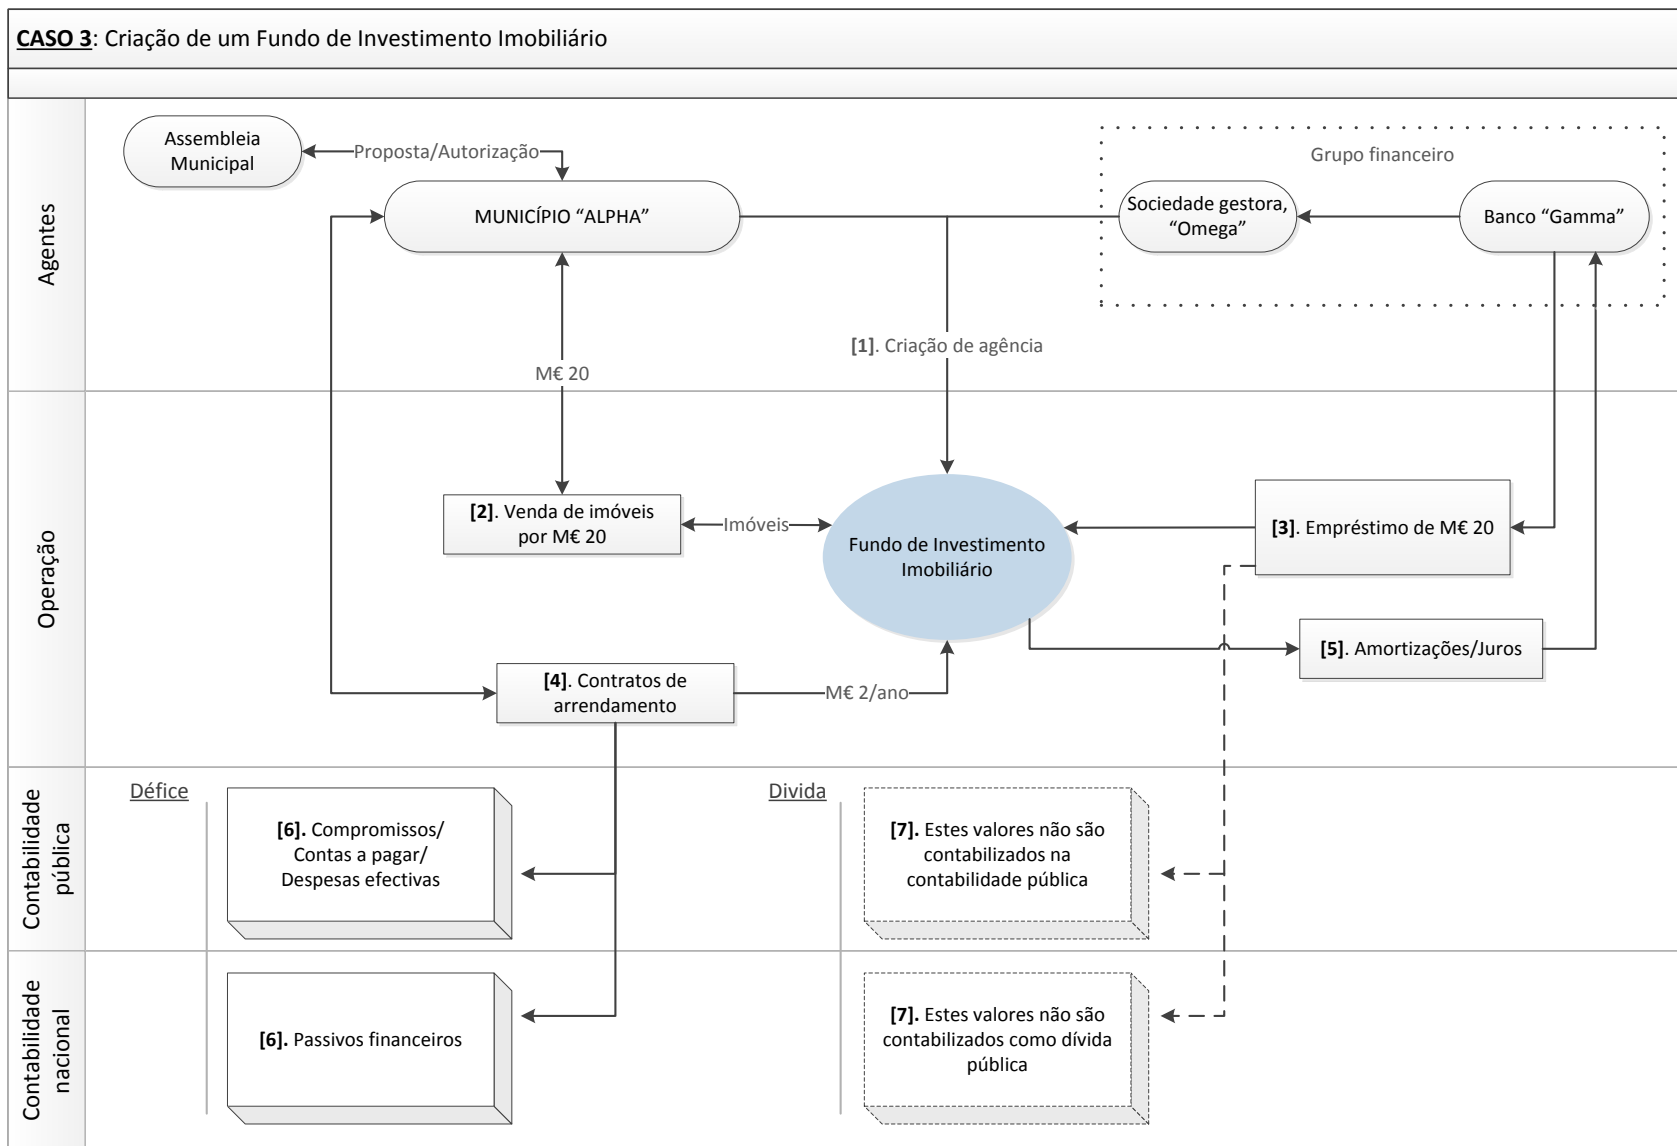 CASO 3: Criação de um Fundo de Investimento Imobiliário
Agentes
Assembleia
Municipal
Proposta/Autorização
MUNICÍPIO “ALPHA”
Grupo financeiro
Sociedade gestora,
“Omega”
Banco “Gamma”
[1]. Criação de agência
M€ 20
Operação
[2]. Venda de imóveis
por M€ 20
Imóveis
Fundo de Investimento
Imobiliário
[3]. Empréstimo de M€ 20
[5]. Amortizações/Juros
[4]. Contratos de
arrendamento
M€ 2/ano
Contabilidade
pública
Défice
[6]. Compromissos/
Contas a pagar/
Despesas efectivas
Divida
[7]. Estes valores não são
contabilizados na
contabilidade pública
Contabilidade
nacional
[6]. Passivos financeiros
[7]. Estes valores não são
contabilizados como dívida
pública